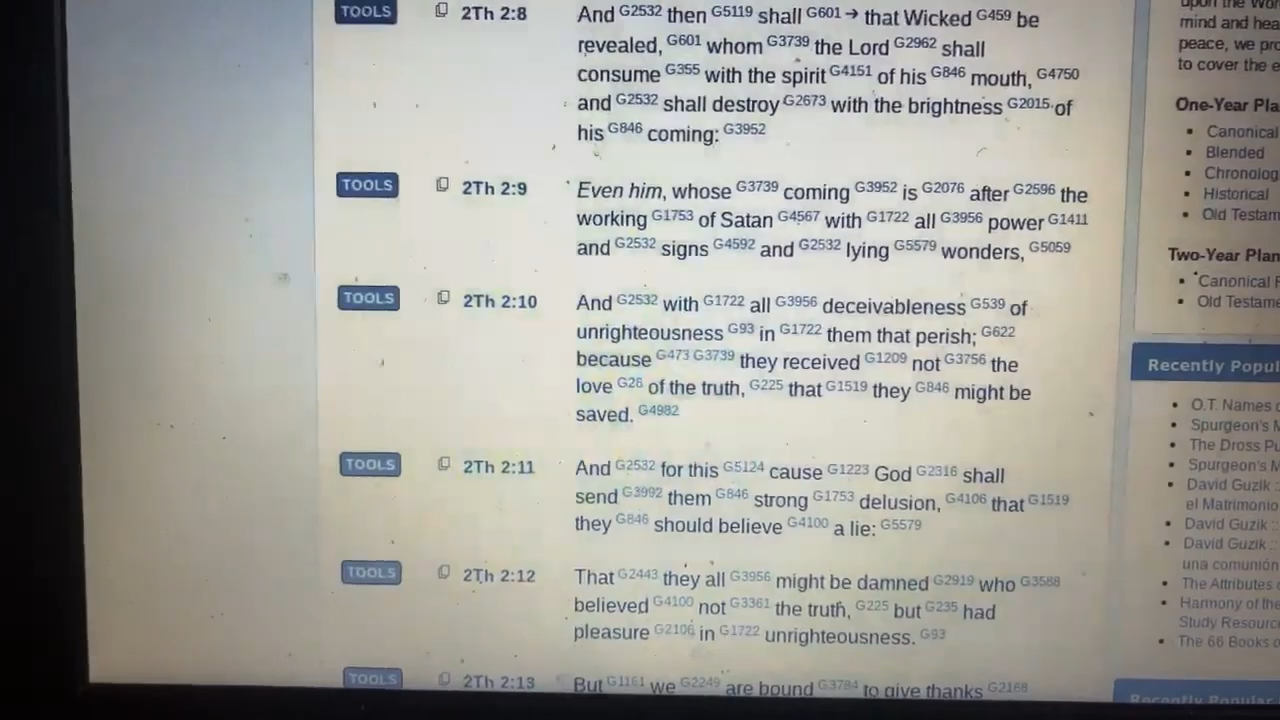 TOOLS 2Th 2:8 And G2532 then G5119 shall G601 → that Wicked G459 be
revealed, G601 whom G3739 the Lord G2962 shall
consume G355 with the spirit G4151 of his G846 mouth, G4750
and G2532 shall destroy G2673 with the brightness G2015 of
his G846 coming: G3952
TOOLS 2Th 2:9 Even him, whose G3739 coming G3952 is G2076 after G2596 the
working G1753 of Satan G4567 with G1722 all G3956 power G1411
and G2532 signs G4592 and G2532 lying G5579 wonders, G5059
TOOLS 2Th 2:10 And G2532 with G1722 all G3956 deceivableness G539 of
unrighteousness G93 in G1722 them that perish; G622
because G473 G3739 they received G1209 not G3756 the
love G26 of the truth, G225 that G1519 they G846 might be
saved. G4982
TOOLS 2Th 2:11 And G2532 for this G5124 cause G1223 God G2316 shall
send G3992 them G846 strong G1753 delusion, G4106 that G1519
they G846 should believe G4100 a lie: G5579
TOOLS 2Th 2:12 That G2443 they all G3956 might be damned G2919 who G3588
believed G4100 not G3361 the truth, G225 but G235 had
pleasure G2106 in G1722 unrighteousness. G93
TOOLS 2Th 2:13 But G1161 we G2249 are bound G3784 to give thanks G2168
mind and hea
peace, we pro
to cover the e
One-Year Pla
Canonical
Blended
Chronolog
Historical
Old Testam
Two-Year Plan
Canonical H
Old Testame
Recently Popul
O.T. Names o
Spurgeon's M
The Dross Pu
Spurgeon's M
David Guzik ::
el Matrimonio
David Guzik ::
David Guzik ::
una comunión
The Attributes o
Harmony of the
Study Resource
The 66 Books o
Recently Popular